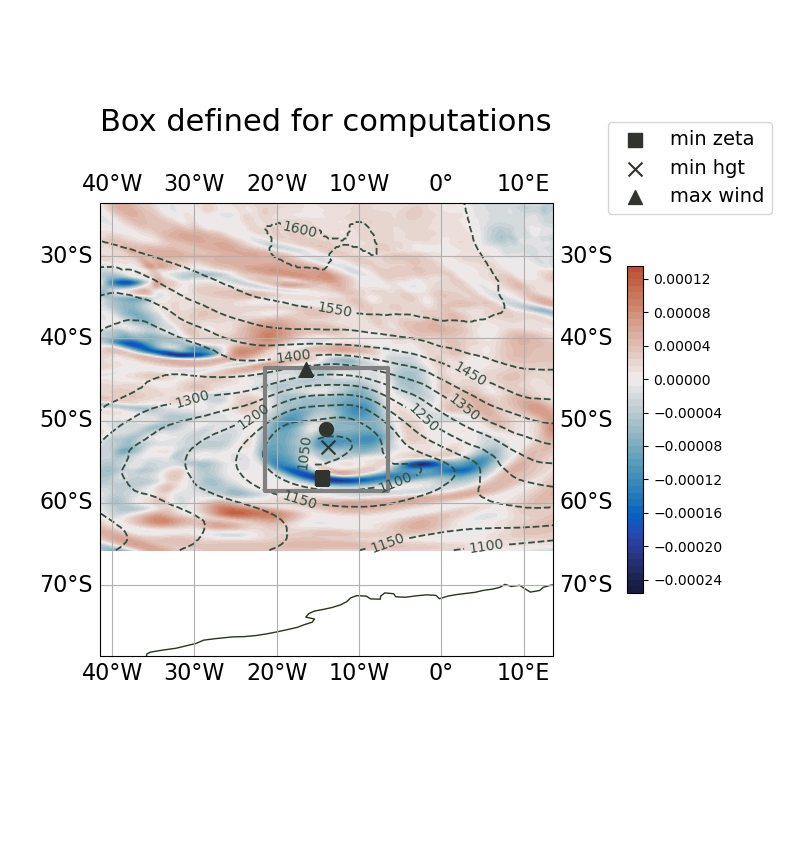 Box defined for computations
min zeta
min hgt
max wind
40°W 30°W 20°W 10°W 0° 10°E
30°S 30°S
40°S 40°S
50°S 50°S
60°S 60°S
70°S 70°S
40°W 30°W 20°W 10°W 0° 10°E
1600
1550
1400
1450
1300
1350
1200
1250
1050
1100
1150
1150
1100
0.00012
0.00008
0.00004
0.00000
−0.00004
−0.00008
−0.00012
−0.00016
−0.00020
−0.00024